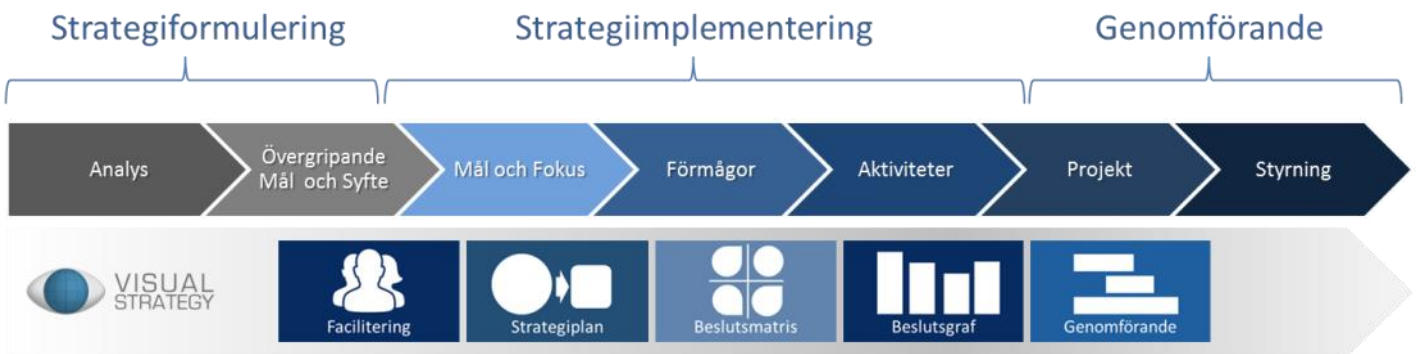 Strategiformulering
Strategiimplementering
Genomförande
Analys
Övergripande
Mål och Syfte
Mål och Fokus
Förmågor
Aktiviteter
Projekt
Styrning
VISUAL
STRATEGY
Facilitering
Strategiplan
Beslutsmatris
Beslutsgraf
Genomförande